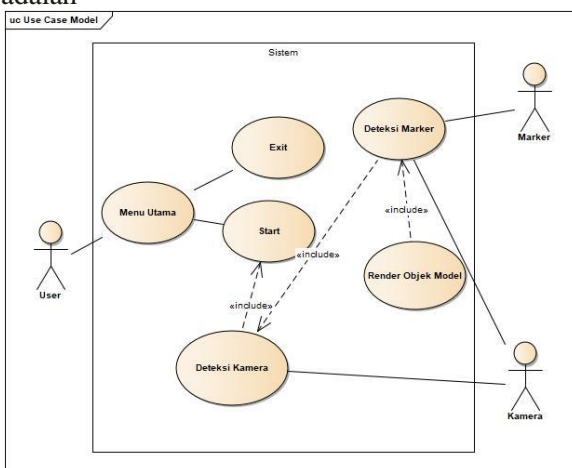 adalah
uc Use Case Model
Sistem
Deteksi Marker
Marker
Exit
Menu Utama
Start
«include»
«include»
User
Render Objek Model
«include»
Deteksi Kamera
Kamera